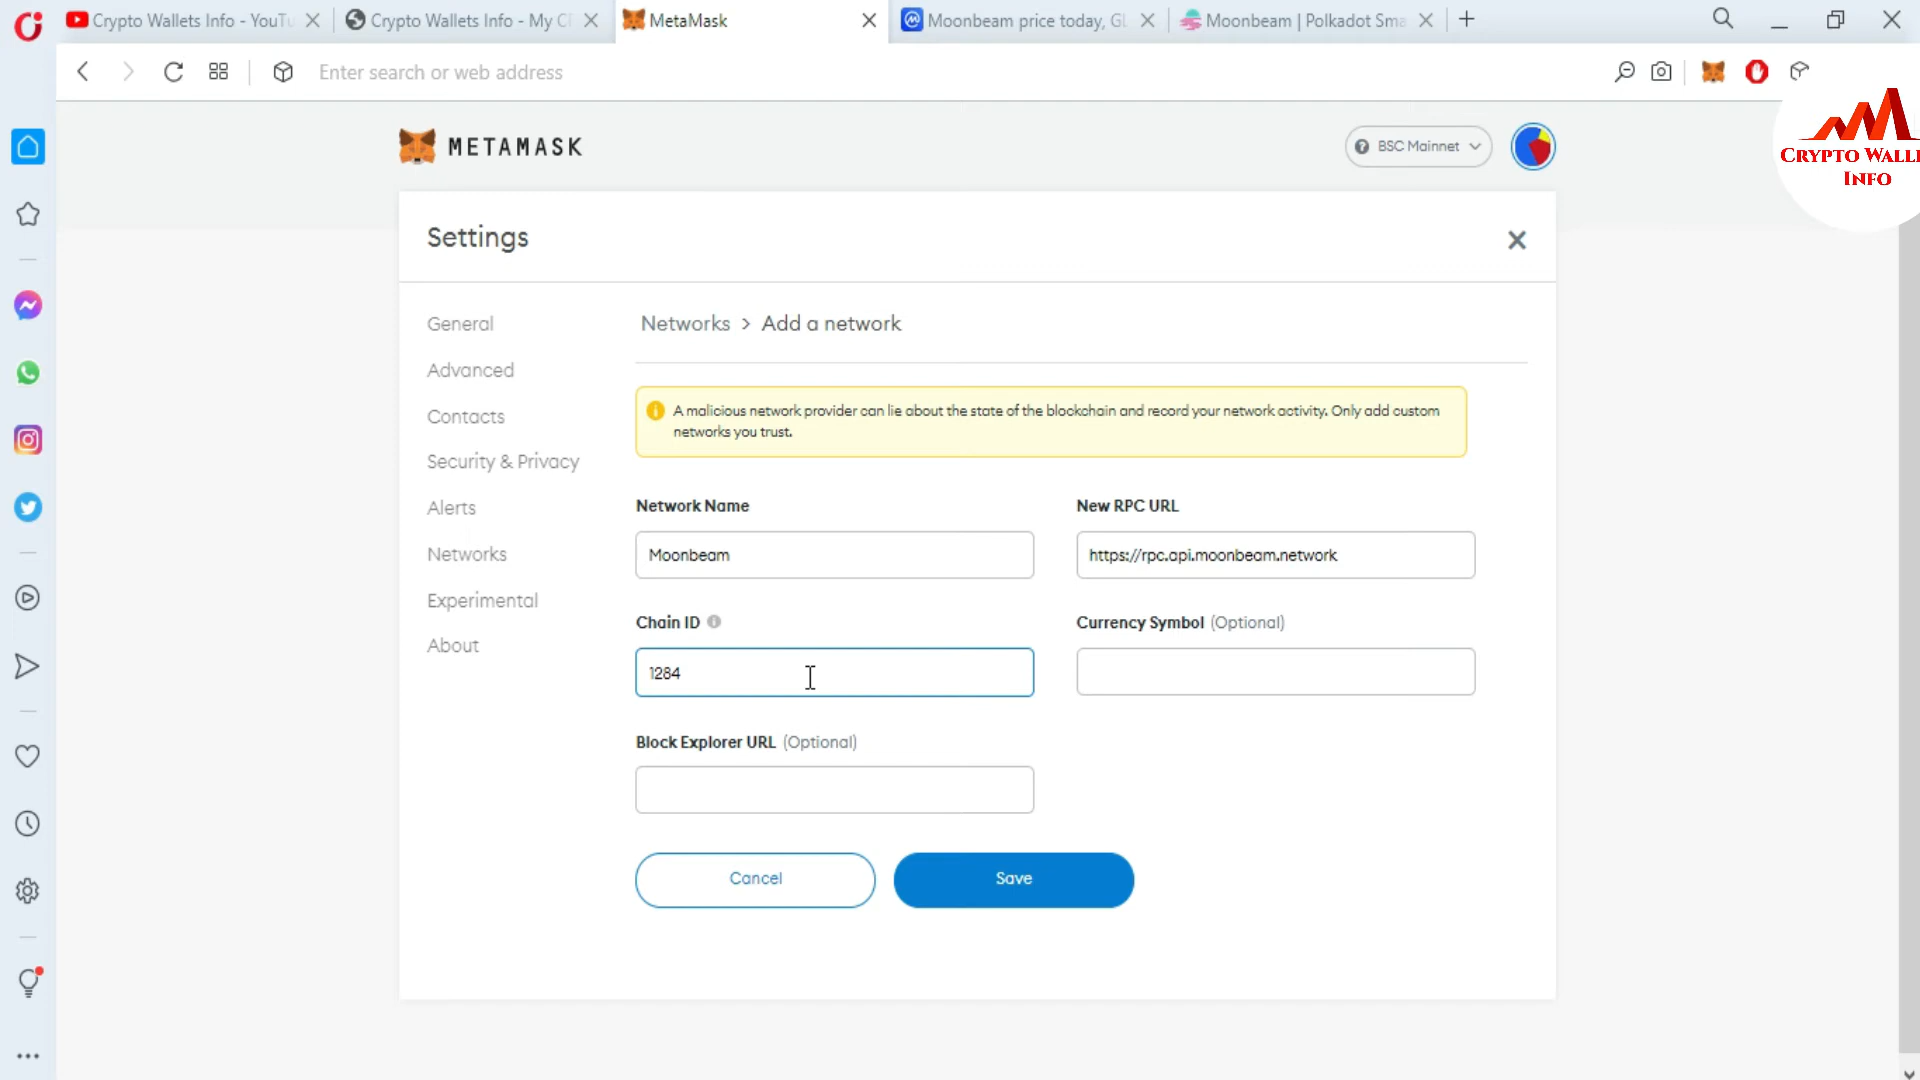 Crypto Wallets Info - YouTu
Crypto Wallets Info - My C
MetaMask
Moonbeam price today, GL
Moonbeam | Polkadot Sma
Enter search or web address
METAMASK
BSC Mainnet
CRYPTO WALLE
INFO
Settings
General
Advanced
Contacts
Security & Privacy
Alerts
Networks
Experimental
About
Networks > Add a network
A malicious network provider can lie about the state of the blockchain and record your network activity. Only add custom
networks you trust.
Network Name
Moonbeam
New RPC URL
https://rpc.api.moonbeam.network
Chain ID
1284
Currency Symbol (Optional)
Block Explorer URL (Optional)
Cancel
Save